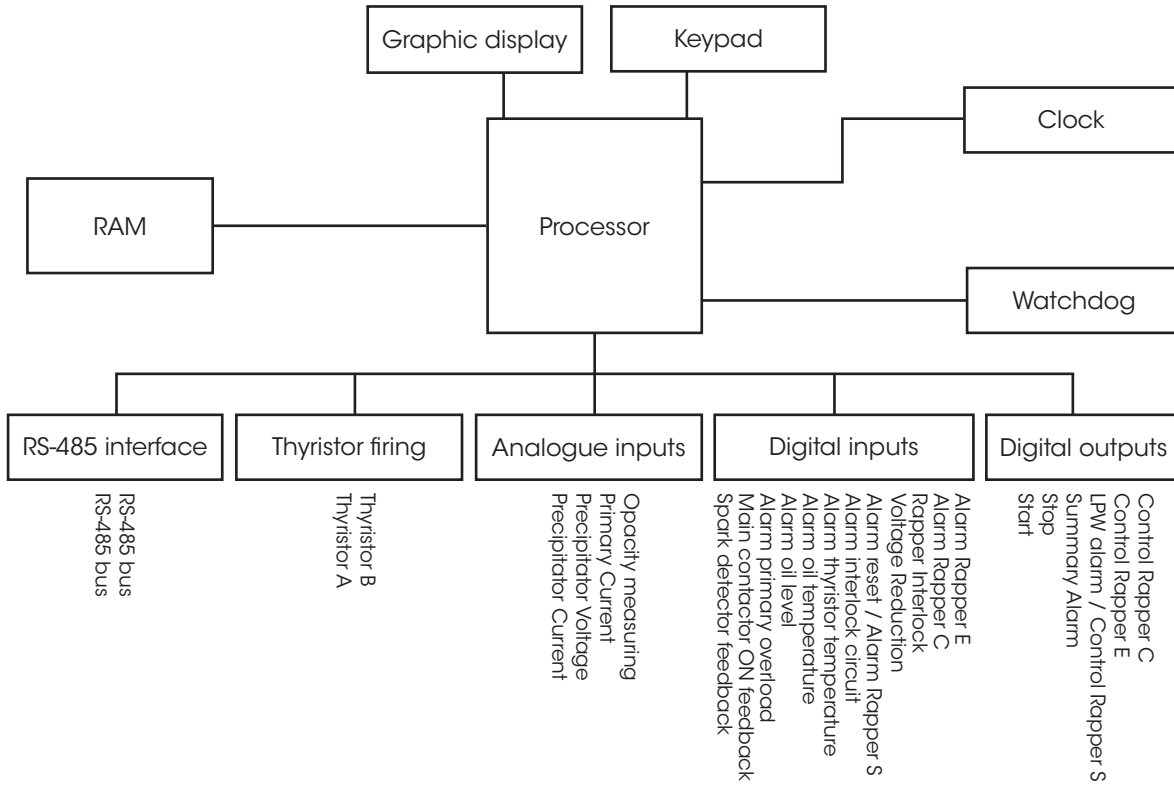 Graphic display
Keypad
Clock
RAM
Processor
Watchdog
RS-485 interface
Thyristor firing
Analogue inputs
Digital inputs
Digital outputs
RS-485 bus
RS-485 bus
Thyristor B
Thyristor A
Opacity measuring
Primary Current
Precipitator Voltage
Precipitator Current
Alarm Rapper E
Alarm Rapper C
Rapper Interlock
Voltage Reduction
Alarm reset / Alarm Rapper S
Alarm interlock circuit
Alarm thyristor temperature
Alarm oil temperature
Alarm oil level
Alarm primary overload
Main contactor ON feedback
Spark detector feedback
Control Rapper C
Control Rapper E
LPW alarm / Control Rapper S
Summary Alarm
Stop
Start